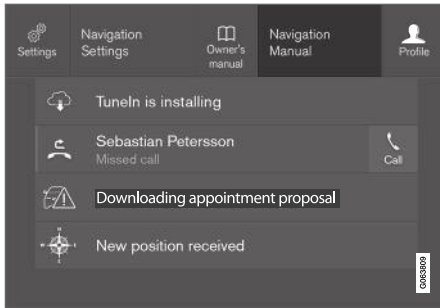 Settings
Navigation
Settings
Owner's
manual
Navigation
Manual
Profile
TuneIn is installing
Sebastian Petersson
Missed call
Call
Downloading appointment proposal
New position received
G063809